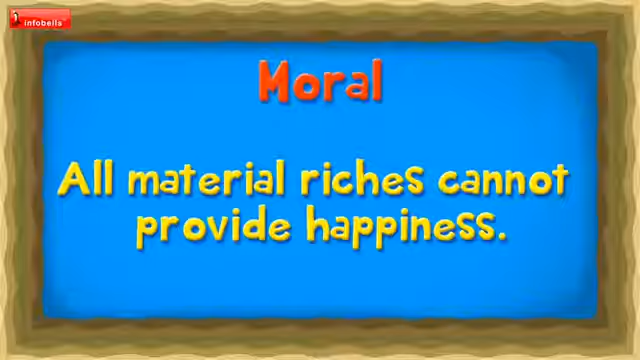 infobells
Moral
All material riches cannot
provide happiness.